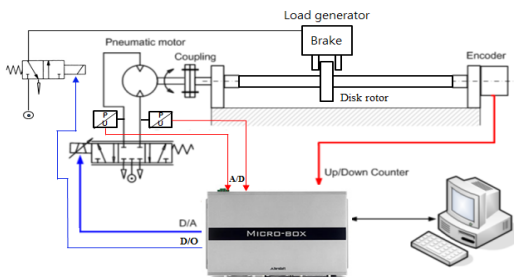 Load generator
Brake
Pneumatic motor
Coupling
Encoder
Disk rotor
P
U
P
U
A/D
Up/Down Counter
D/A
D/O
MICRO-BOX